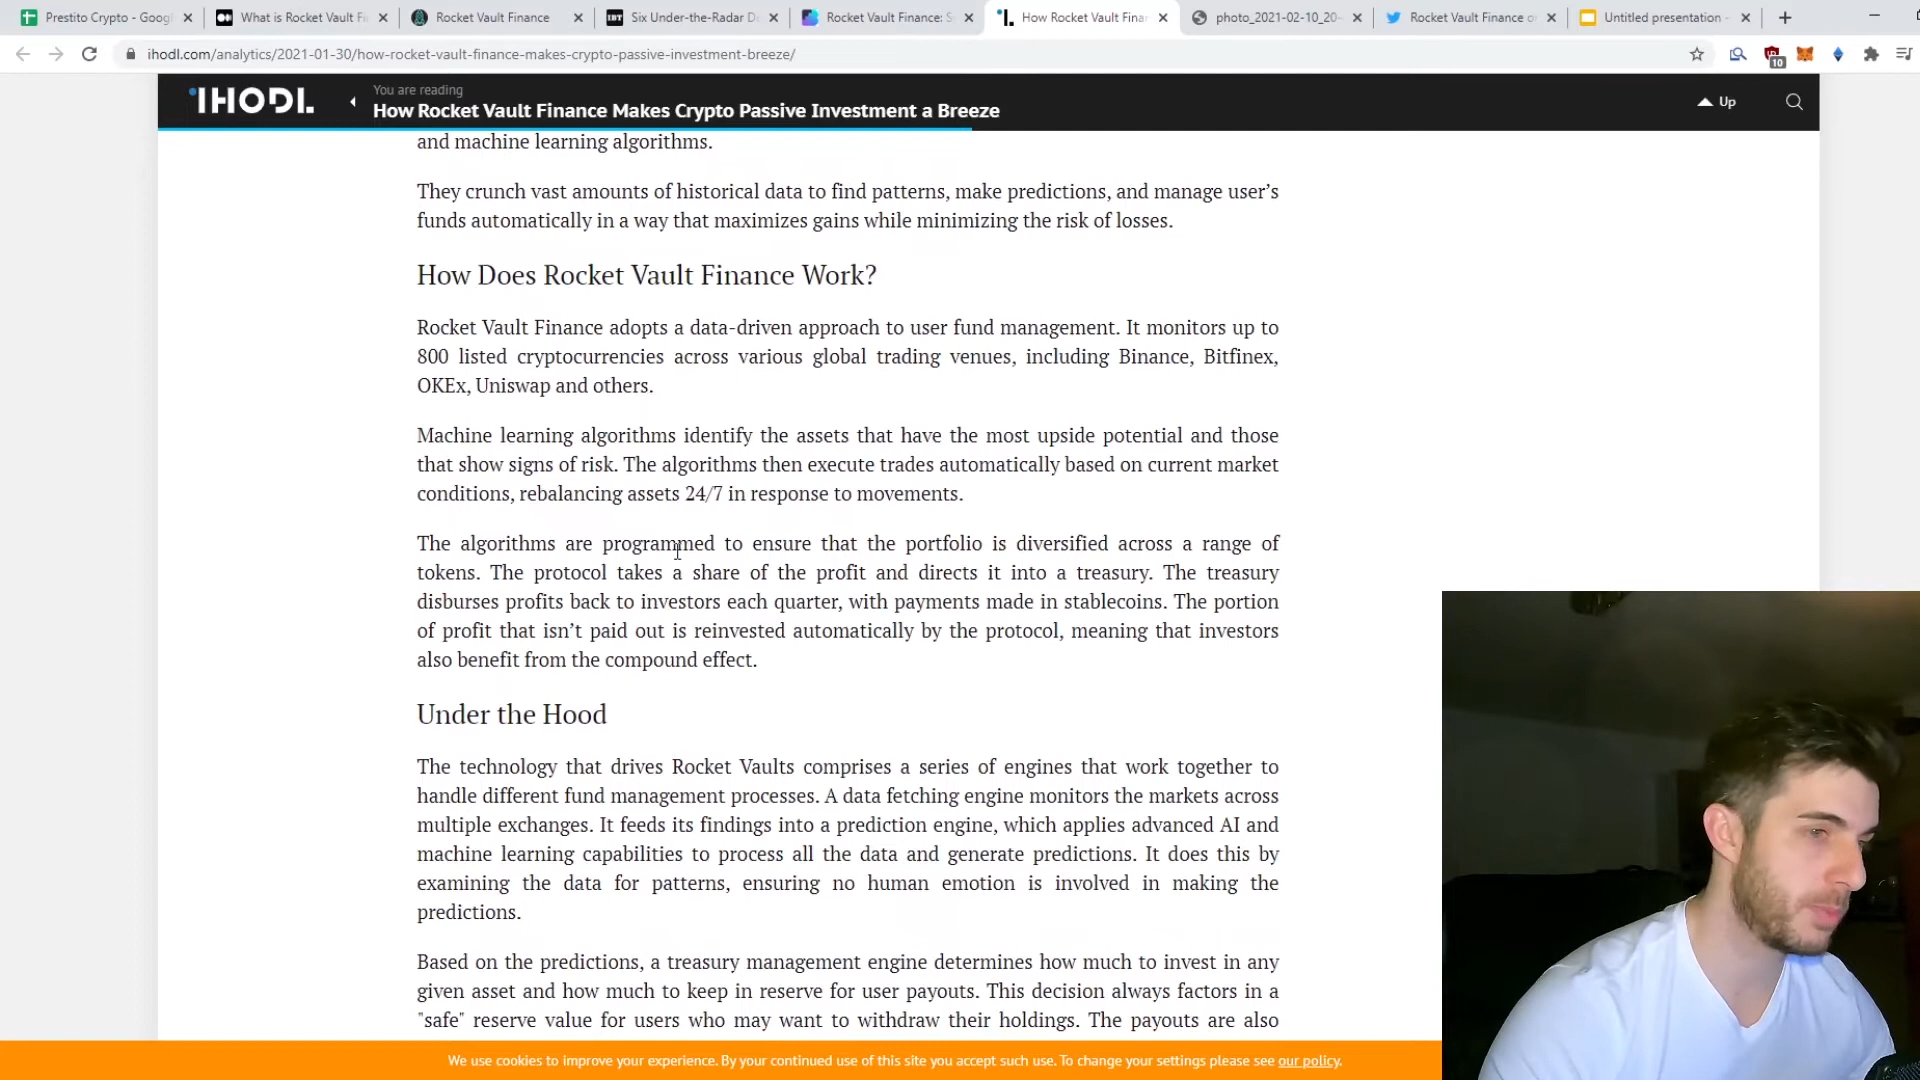 Prestito Crypto - Googl
What is Rocket Vault Fi
Rocket Vault Finance
Six Under-the-Radar D
Rocket Vault Finance: S
How Rocket Vault Finan
photo_2021-02-10_20-
Rocket Vault Finance o
Untitled presentation -
ihodl.com/analytics/2021-01-30/how-rocket-vault-finance-makes-crypto-passive-investment-breeze/
10
IHODL.
You are reading
How Rocket Vault Finance Makes Crypto Passive Investment a Breeze
Up
and machine learning algorithms.
They crunch vast amounts of historical data to find patterns, make predictions, and manage user's
funds automatically in a way that maximizes gains while minimizing the risk of losses.
How Does Rocket Vault Finance Work?
Rocket Vault Finance adopts a data-driven approach to user fund management. It monitors up to
800 listed cryptocurrencies across various global trading venues, including Binance, Bitfinex,
OKEx, Uniswap and others.
Machine learning algorithms identify the assets that have the most upside potential and those
that show signs of risk. The algorithms then execute trades automatically based on current market
conditions, rebalancing assets 24/7 in response to movements.
The algorithms are programmed to ensure that the portfolio is diversified across a range of
tokens. The protocol takes a share of the profit and directs it into a treasury. The treasury
disburses profits back to investors each quarter, with payments made in stablecoins. The portion
of profit that isn't paid out is reinvested automatically by the protocol, meaning that investors
also benefit from the compound effect.
Under the Hood
The technology that drives Rocket Vaults comprises a series of engines that work together to
handle different fund management processes. A data fetching engine monitors the markets across
multiple exchanges. It feeds its findings into a prediction engine, which applies advanced AI and
machine learning capabilities to process all the data and generate predictions. It does this by
examining the data for patterns, ensuring no human emotion is involved in making the
predictions.
Based on the predictions, a treasury management engine determines how much to invest in any
given asset and how much to keep in reserve for user payouts. This decision always factors in a
"safe" reserve value for users who may want to withdraw their holdings. The payouts are also
We use cookies to improve your experience. By your continued use of this site you accept such use. To change your settings please see our policy.